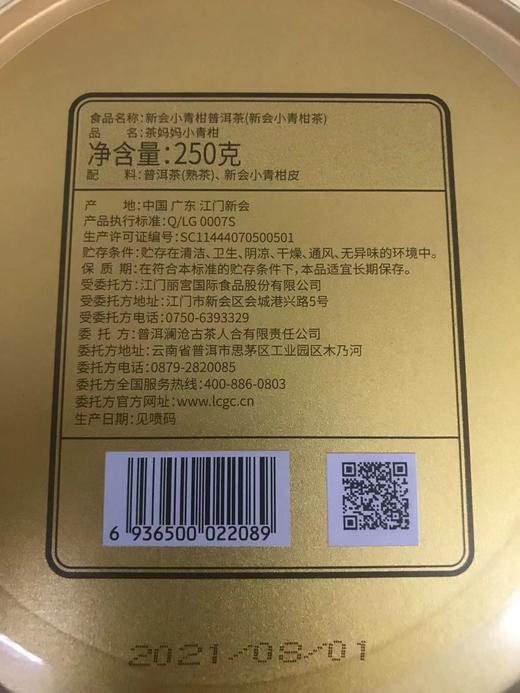 食品名称:新会小青柑普洱茶(新会小青柑茶)
品 名:茶妈妈小青柑
净含量:250克
配 料:普洱茶(熟茶)、新会小青柑皮
产 地:中国 广东 江门新会
产品执行标准:Q/LG 0007S
生产许可证编号:SC11444070500501
贮存条件:贮存在清洁、卫生、阴凉、干燥、通风、无异味的环境中。
保 质 期:在符合本标准的贮存条件下,本品适宜长期保存。
受委托方:江门丽宫国际食品股份有限公司
受委托方地址:江门市新会区会城港兴路5号
受委托方电话:0750-6393329
委 托 方:普洱澜沧古茶人合有限责任公司
委托方地址:云南省普洱市思茅区工业园区木乃河
委托方电话:0879-2820085
委托方全国服务热线:400-886-0803
委托方官方网址:www.lcgc.cn
生产日期:见喷码
6 936500 022089
2021/08/01